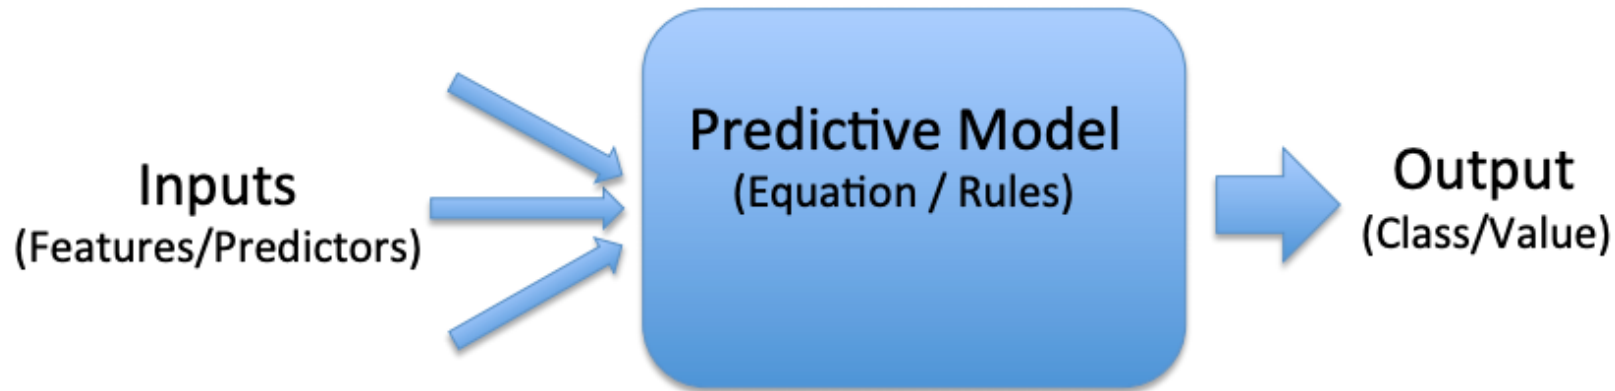 Inputs
(Features/Predictors)
Predictive Model
(Equation / Rules)
Output
(Class/Value)